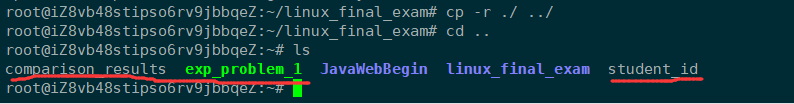 root@iZ8vb48stipso6rv9jbbqeZ:~/linux_final_exam# cp -r ./ ../
root@iZ8vb48stipso6rv9jbbqeZ:~/linux_final_exam# cd ..
root@iZ8vb48stipso6rv9jbbqeZ:~# ls
comparison_results exp_problem_1 JavaWebBegin linux_final_exam student_id
root@iZ8vb48stipso6rv9jbbqeZ:~#